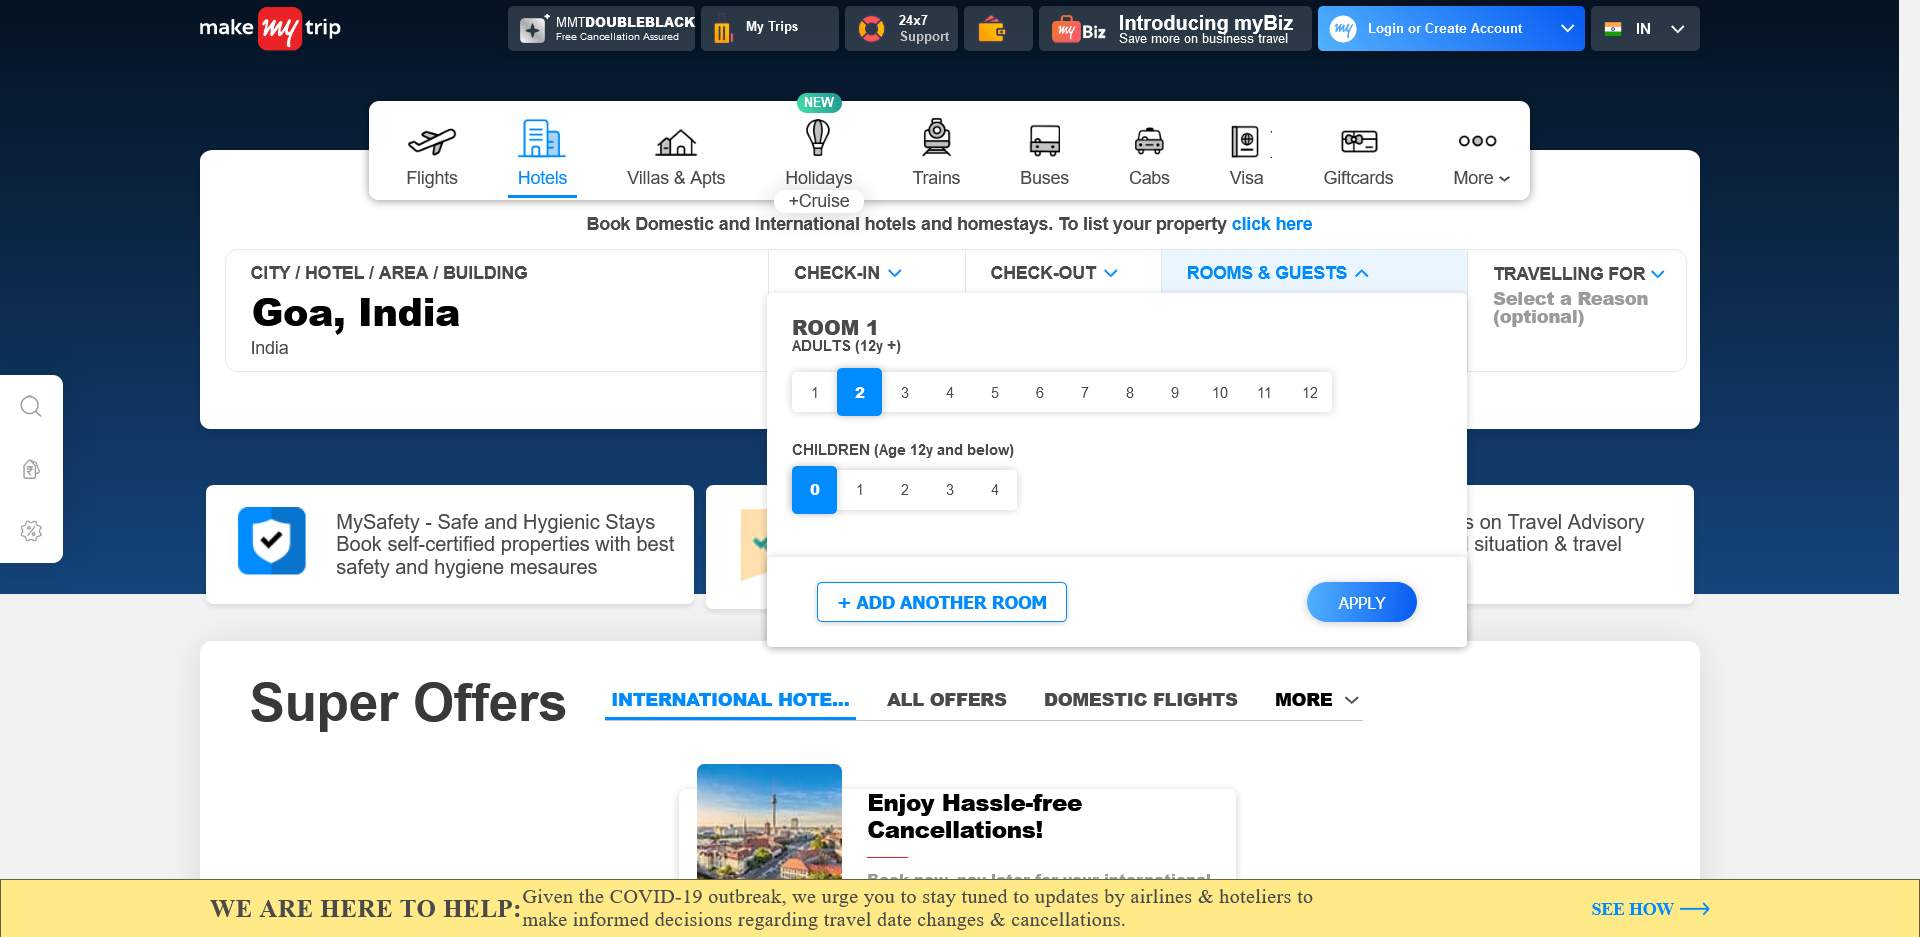 make my trip
MMTDOUBLEBLACK
Free Cancellation Assured
My Trips
24x7
Support
my Biz
Introducing myBiz
Save more on business travel
my
Login or Create Account
IN
NEW
Flights
Hotels
Villas & Apts
Holidays
+Cruise
Trains
Buses
Cabs
Visa
Giftcards
More
Book Domestic and International hotels and homestays. To list your property click here
CITY / HOTEL / AREA / BUILDING
Goa, India
India
CHECK-IN
CHECK-OUT
ROOMS & GUESTS
TRAVELLING FOR
Select a Reason
(optional)
ROOM 1
ADULTS (12y +)
1 2 3 4 5 6 7 8 9 10 11 12
CHILDREN (Age 12y and below)
0 1 2 3 4
+ ADD ANOTHER ROOM
APPLY
MySafety - Safe and Hygienic Stays
Book self-certified properties with best
safety and hygiene mesaures
s on Travel Advisory
situation & travel
Super Offers
INTERNATIONAL HOTE...
ALL OFFERS
DOMESTIC FLIGHTS
MORE
Enjoy Hassle-free
Cancellations!
Book now, pay later for your international
WE ARE HERE TO HELP:
Given the COVID-19 outbreak, we urge you to stay tuned to updates by airlines & hoteliers to
make informed decisions regarding travel date changes & cancellations.
SEE HOW